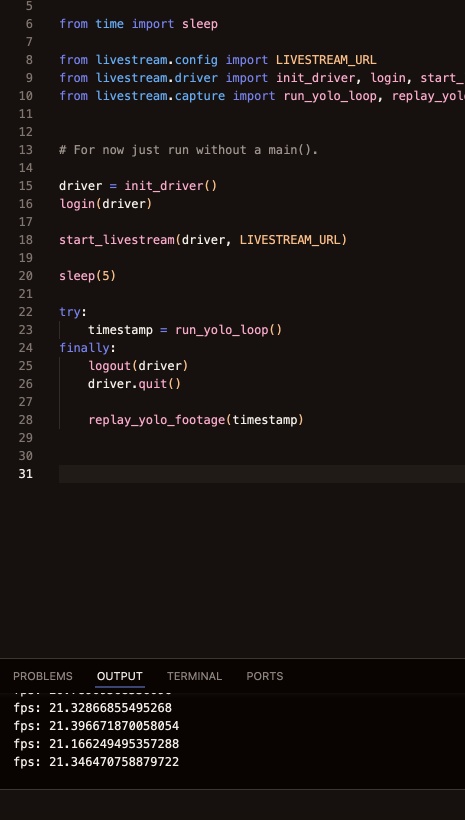 5
6 from time import sleep
7
8 from livestream.config import LIVESTREAM_URL
9 from livestream.driver import init_driver, login, start_
10 from livestream.capture import run_yolo_loop, replay_yol
11
12
13 # For now just run without a main().
14
15 driver = init_driver()
16 login(driver)
17
18 start_livestream(driver, LIVESTREAM_URL)
19
20 sleep(5)
21
22 try:
23     timestamp = run_yolo_loop()
24 finally:
25     logout(driver)
26     driver.quit()
27
28     replay_yolo_footage(timestamp)
29
30
31
PROBLEMS OUTPUT TERMINAL PORTS
fps: 21.32866855495268
fps: 21.396671870058054
fps: 21.166249495357288
fps: 21.346470758879722